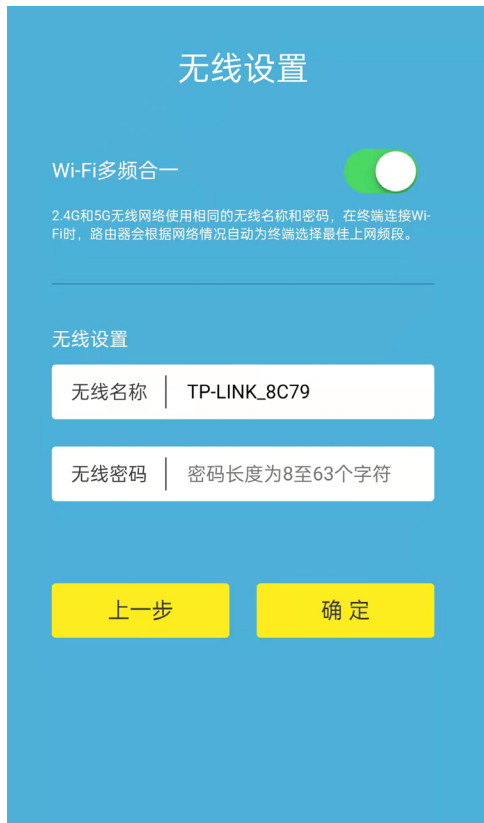 无线设置
Wi-Fi多频合一
2.4G和5G无线网络使用相同的无线名称和密码，在终端连接Wi-
Fi时，路由器会根据网络情况自动为终端选择最佳上网频段。
无线设置
无线名称 TP-LINK_8C79
无线密码 密码长度为8至63个字符
上一步 确 定